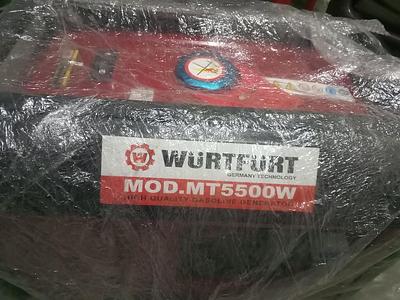 WURTFURT
GERMANY TECHNOLOGY
MOD.MT5500W
HIGH QUALITY GASOLINE GENERATOR